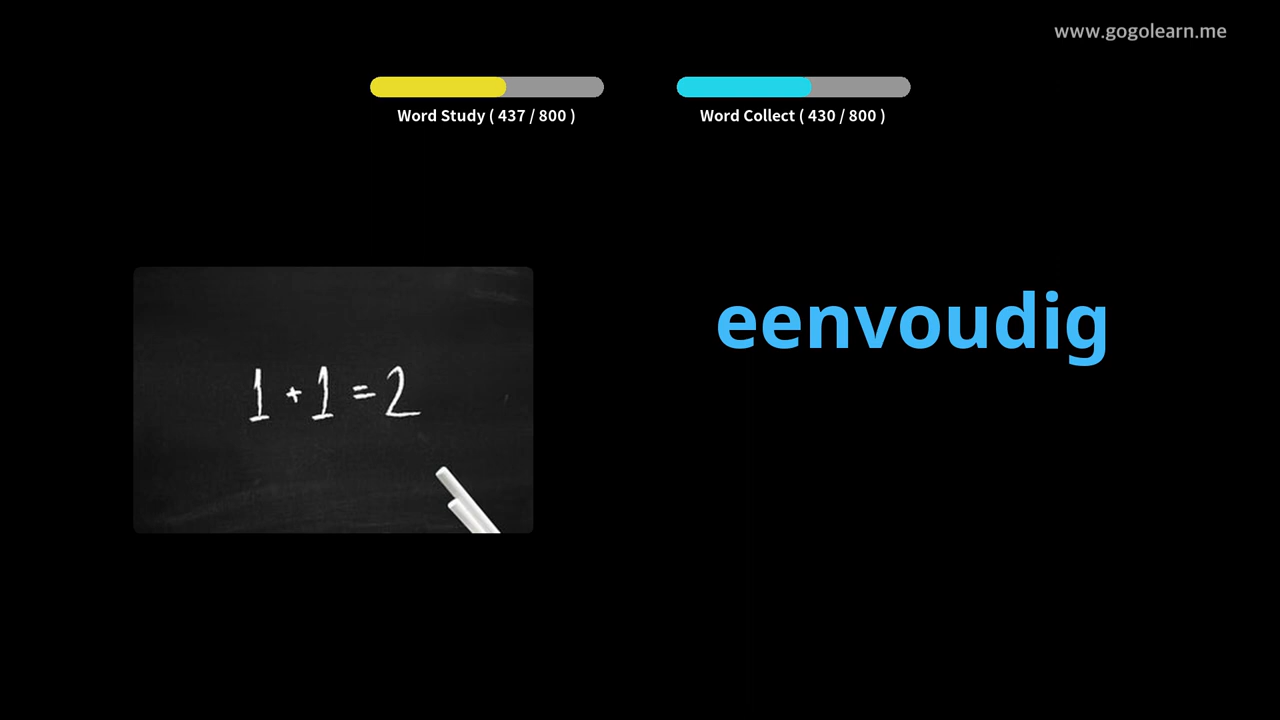 www.gogolearn.me
Word Study ( 437 / 800 )
Word Collect ( 430 / 800 )
eenvoudig
1 + 1 = 2